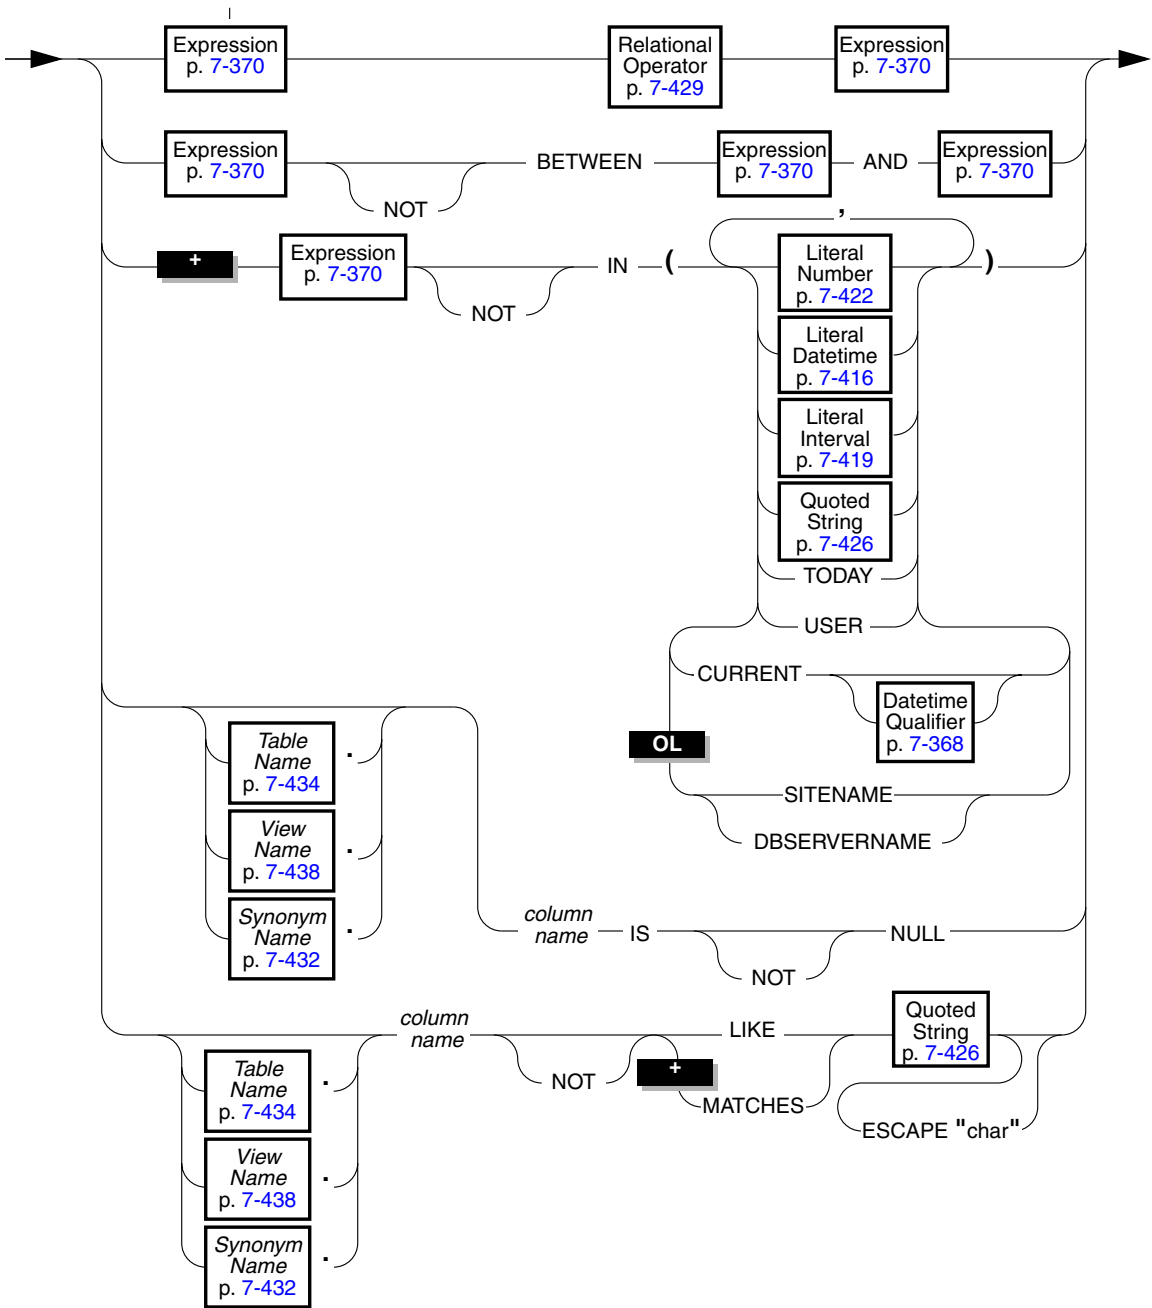 Expression
p. 7-370
Relational
Operator
p. 7-429
Expression
p. 7-370
Expression
p. 7-370
NOT
BETWEEN
Expression
p. 7-370
AND
Expression
p. 7-370
+
Expression
p. 7-370
NOT
IN
(
,
Literal
Number
p. 7-422
)
Literal
Datetime
p. 7-416
Literal
Interval
p. 7-419
Quoted
String
p. 7-426
TODAY
USER
CURRENT
Datetime
Qualifier
p. 7-368
OL
SITENAME
DBSERVERNAME
Table
Name
p. 7-434
.
View
Name
p. 7-438
.
Synonym
Name
p. 7-432
.
column
name
IS
NOT
NULL
Table
Name
p. 7-434
.
View
Name
p. 7-438
.
Synonym
Name
p. 7-432
.
column
name
NOT
LIKE
+
MATCHES
Quoted
String
p. 7-426
ESCAPE "char"